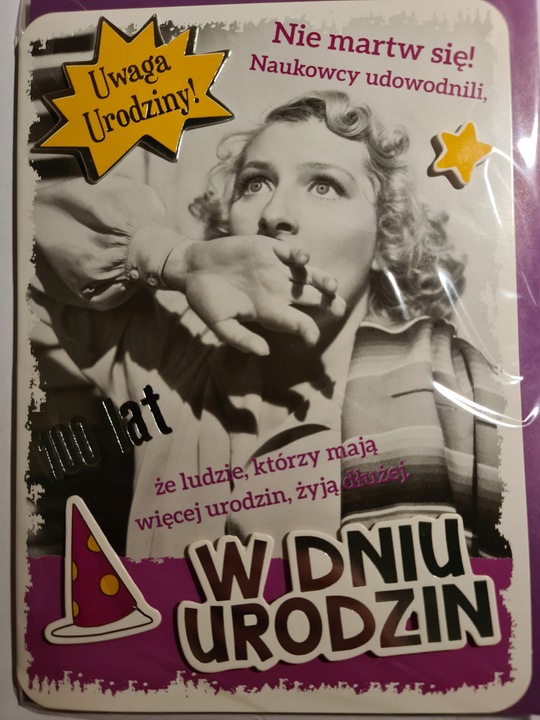 Uwaga
Urodziny!
Nie martw się!
Naukowcy udowodnili,
100 lat
że ludzie, którzy mają
więcej urodzin, żyją dłużej.
W DNIU
URODZIN